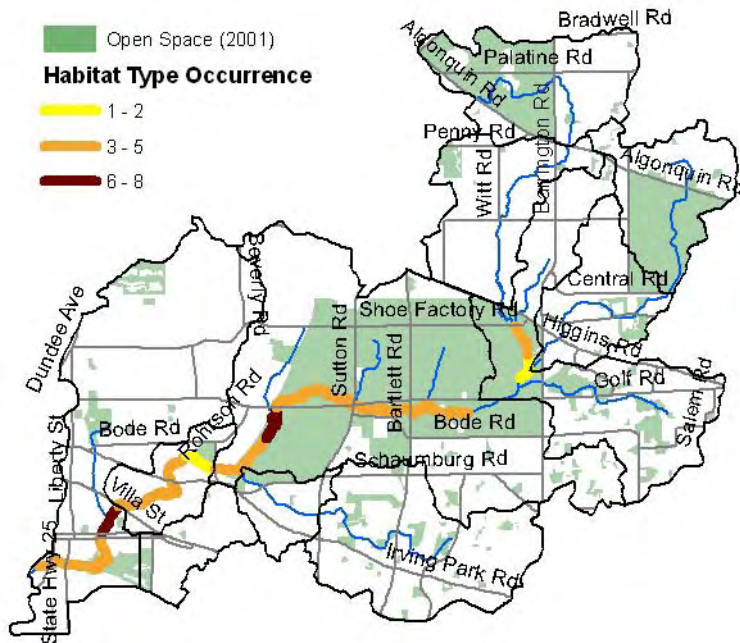 Open Space (2001)
Habitat Type Occurrence
1 - 2
3 - 5
6 - 8
Bradwell Rd
Palatine Rd
Algonquin Rd
Barrington Rd
Penny Rd
Witt Rd
Algonquin R
Central Rd
Higgins Rd
Shoe Factory Rd
Beverly Rd
Sutton Rd
Bartlett Rd
Golf Rd
Salem Rd
Dundee Ave
Bode Rd
Bode Rd
Schaumburg Rd
Liberty St
Villa St
Irving Park Rd
State Hwy 25